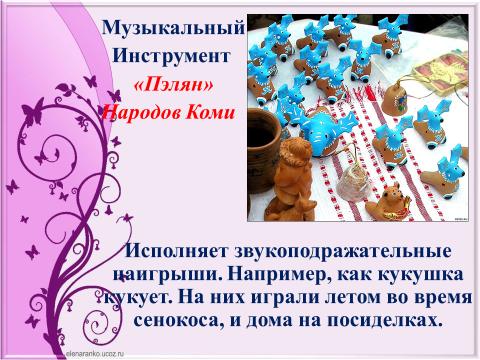 Музыкальный
Инструмент
«Пэлян»
Народов Коми
Исполняет звукоподражательные
наигрыши. Например, как кукушка
кукует. На них играли летом во время
сенокоса, и дома на посиделках.
elenaranko.ucoz.ru